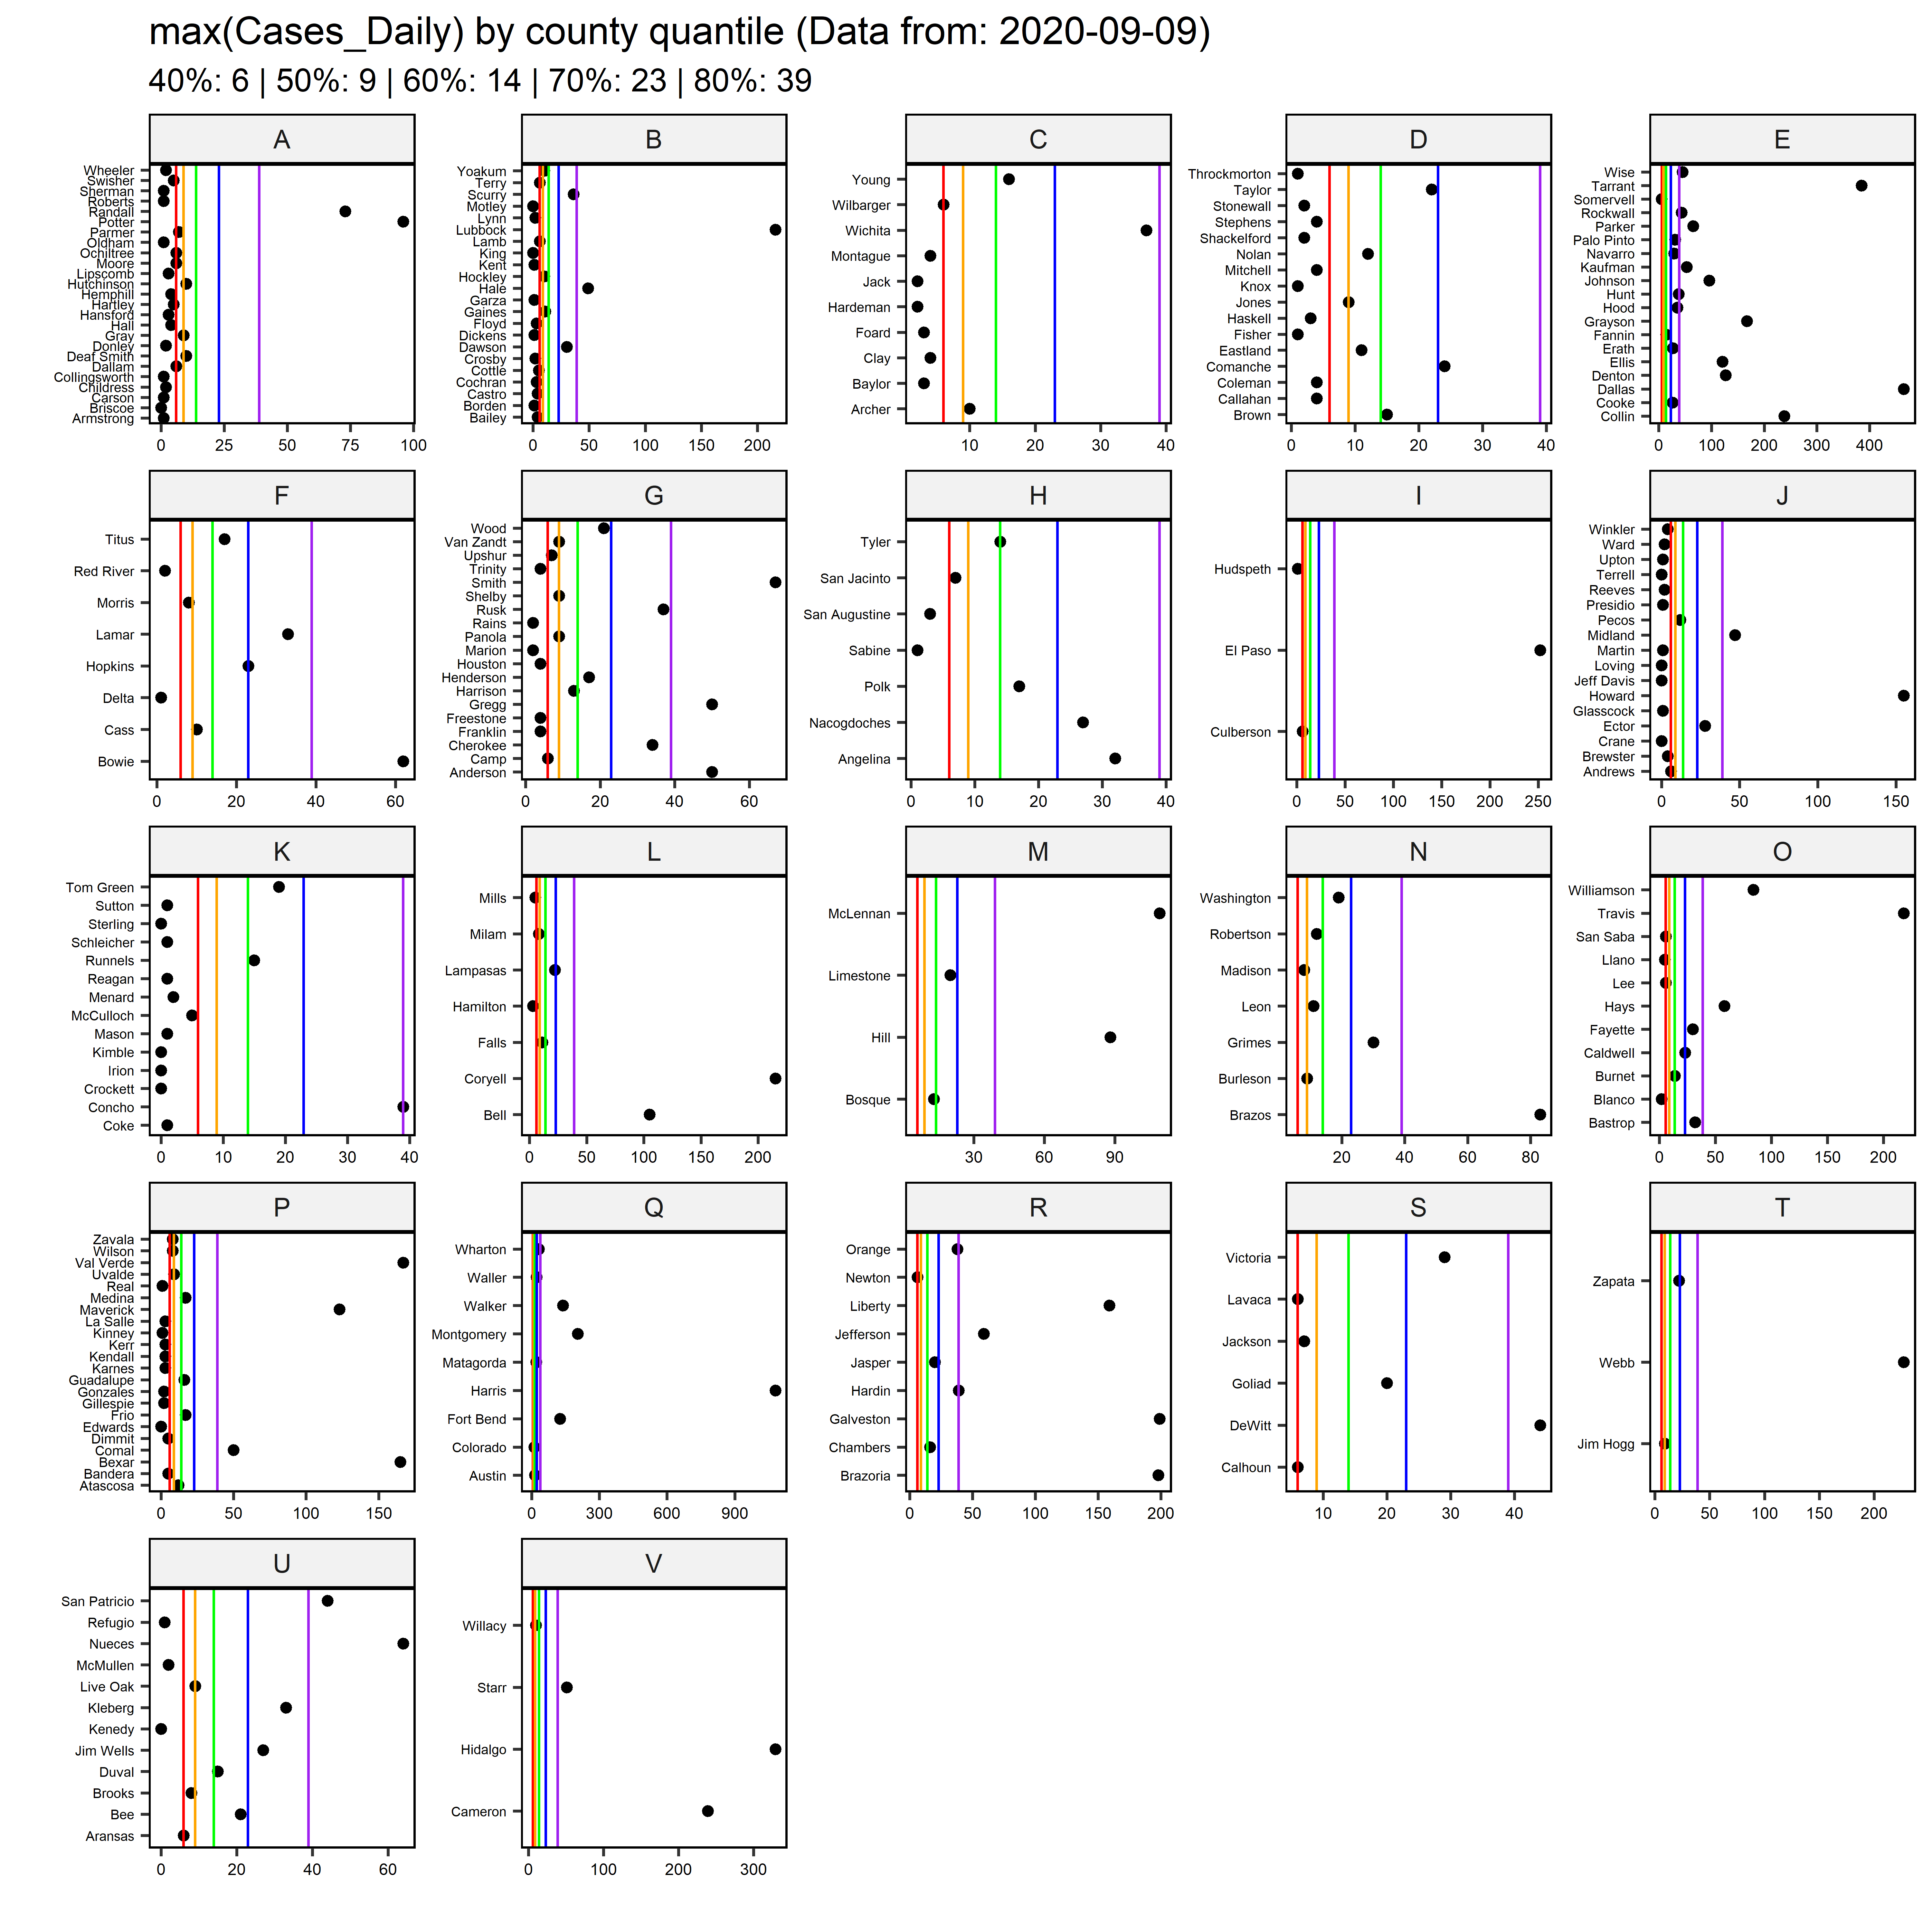 max(Cases_Daily) by county quantile (Data from: 2020-09-09)
40%: 6 | 50%: 9 | 60%: 14 | 70%: 23 | 80%: 39
A
Wheeler
Swisher
Sherman
Roberts
Randall
Potter
Parmer
Oldham
Ochiltree
Moore
Lipscomb
Hutchinson
Hemphill
Hartley
Hansford
Hall
Gray
Donley
Deaf Smith
Dallam
Collingsworth
Childress
Carson
Briscoe
Armstrong
0 25 50 75 100
B
Yoakum
Terry
Scurry
Motley
Lynn
Lubbock
Lamb
King
Kent
Hockley
Hale
Garza
Gaines
Floyd
Dickens
Dawson
Crosby
Cottle
Cochran
Castro
Borden
Bailey
0 50 100 150 200
C
Young
Wilbarger
Wichita
Montague
Jack
Hardeman
Foard
Clay
Baylor
Archer
10 20 30 40
D
Throckmorton
Taylor
Stonewall
Stephens
Shackelford
Nolan
Mitchell
Knox
Jones
Haskell
Fisher
Eastland
Comanche
Coleman
Callahan
Brown
0 10 20 30 40
E
Wise
Tarrant
Somervell
Rockwall
Parker
Palo Pinto
Navarro
Kaufman
Johnson
Hunt
Hood
Grayson
Fannin
Erath
Ellis
Denton
Dallas
Cooke
Collin
0 100 200 300 400
F
Titus
Red River
Morris
Lamar
Hopkins
Delta
Cass
Bowie
0 20 40 60
G
Wood
Van Zandt
Upshur
Trinity
Smith
Shelby
Rusk
Rains
Panola
Marion
Houston
Henderson
Harrison
Gregg
Freestone
Franklin
Cherokee
Camp
Anderson
0 20 40 60
H
Tyler
San Jacinto
San Augustine
Sabine
Polk
Nacogdoches
Angelina
0 10 20 30 40
I
Hudspeth
El Paso
Culberson
0 50 100 150 200 250
J
Winkler
Ward
Upton
Terrell
Reeves
Presidio
Pecos
Midland
Martin
Loving
Jeff Davis
Howard
Glasscock
Ector
Crane
Brewster
Andrews
0 50 100 150
K
Tom Green
Sutton
Sterling
Schleicher
Runnels
Reagan
Menard
McCulloch
Mason
Kimble
Irion
Crockett
Concho
Coke
0 10 20 30 40
L
Mills
Milam
Lampasas
Hamilton
Falls
Coryell
Bell
0 50 100 150 200
M
McLennan
Limestone
Hill
Bosque
30 60 90
N
Washington
Robertson
Madison
Leon
Grimes
Burleson
Brazos
20 40 60 80
O
Williamson
Travis
San Saba
Llano
Lee
Hays
Fayette
Caldwell
Burnet
Blanco
Bastrop
0 50 100 150 200
P
Zavala
Wilson
Val Verde
Uvalde
Real
Medina
Maverick
La Salle
Kinney
Kerr
Kendall
Karnes
Guadalupe
Gonzales
Gillespie
Frio
Edwards
Dimmit
Comal
Bexar
Bandera
Atascosa
0 50 100 150
Q
Wharton
Waller
Walker
Montgomery
Matagorda
Harris
Fort Bend
Colorado
Austin
0 300 600 900
R
Orange
Newton
Liberty
Jefferson
Jasper
Hardin
Galveston
Chambers
Brazoria
0 50 100 150 200
S
Victoria
Lavaca
Jackson
Goliad
DeWitt
Calhoun
10 20 30 40
T
Zapata
Webb
Jim Hogg
0 50 100 150 200
U
San Patricio
Refugio
Nueces
McMullen
Live Oak
Kleberg
Kenedy
Jim Wells
Duval
Brooks
Bee
Aransas
0 20 40 60
V
Willacy
Starr
Hidalgo
Cameron
0 100 200 300